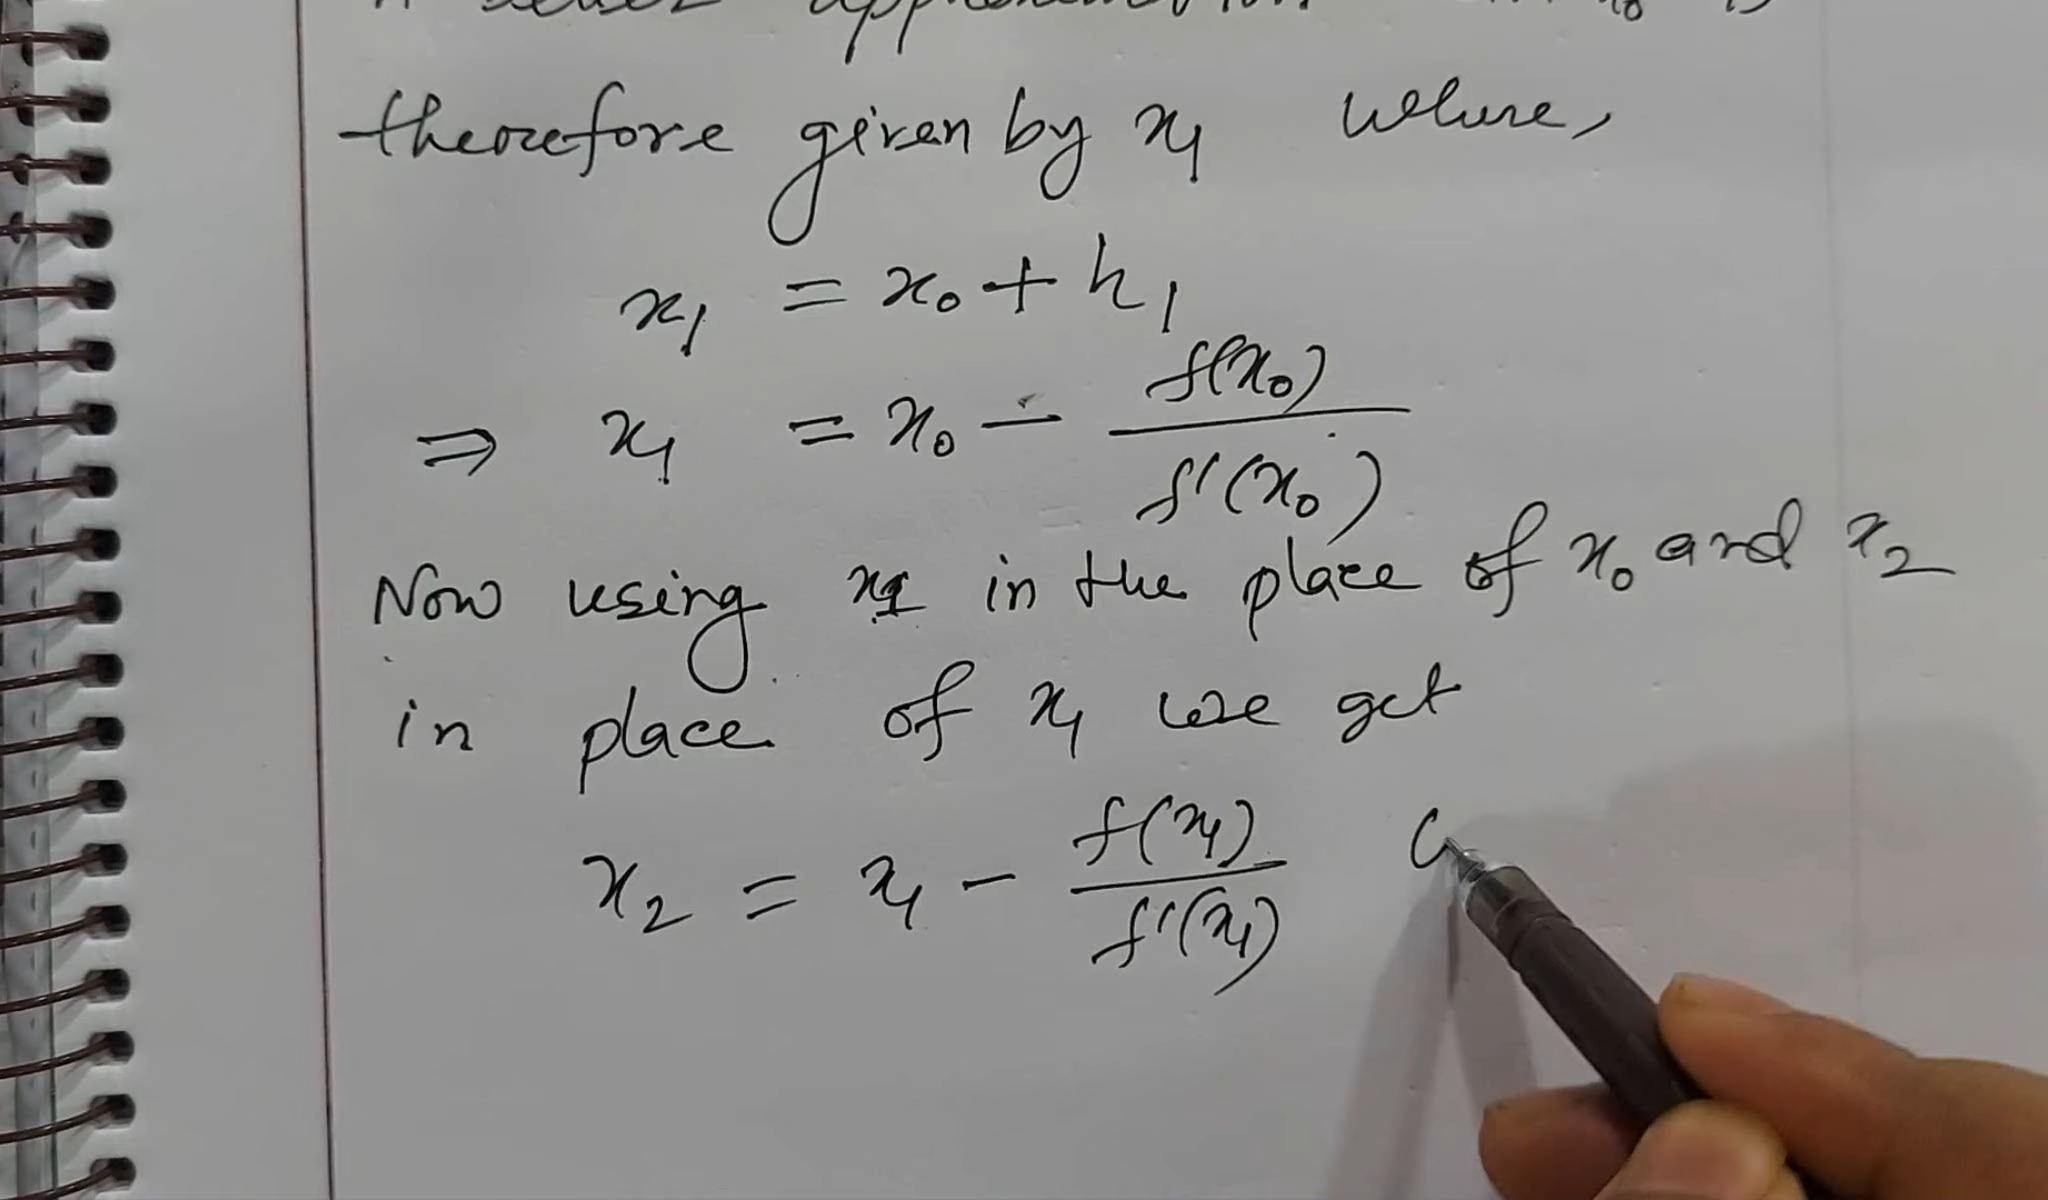 approximation
therefore given by x₁ where,
x₁ = x₀ + h₁
⇒ x₁ = x₀ - f(x₀)/f'(x₀)
Now using x₁ in the place of x₀ and x₂
in place of x₁ we get
x₂ = x₁ - f(x₁)/f'(x₁)